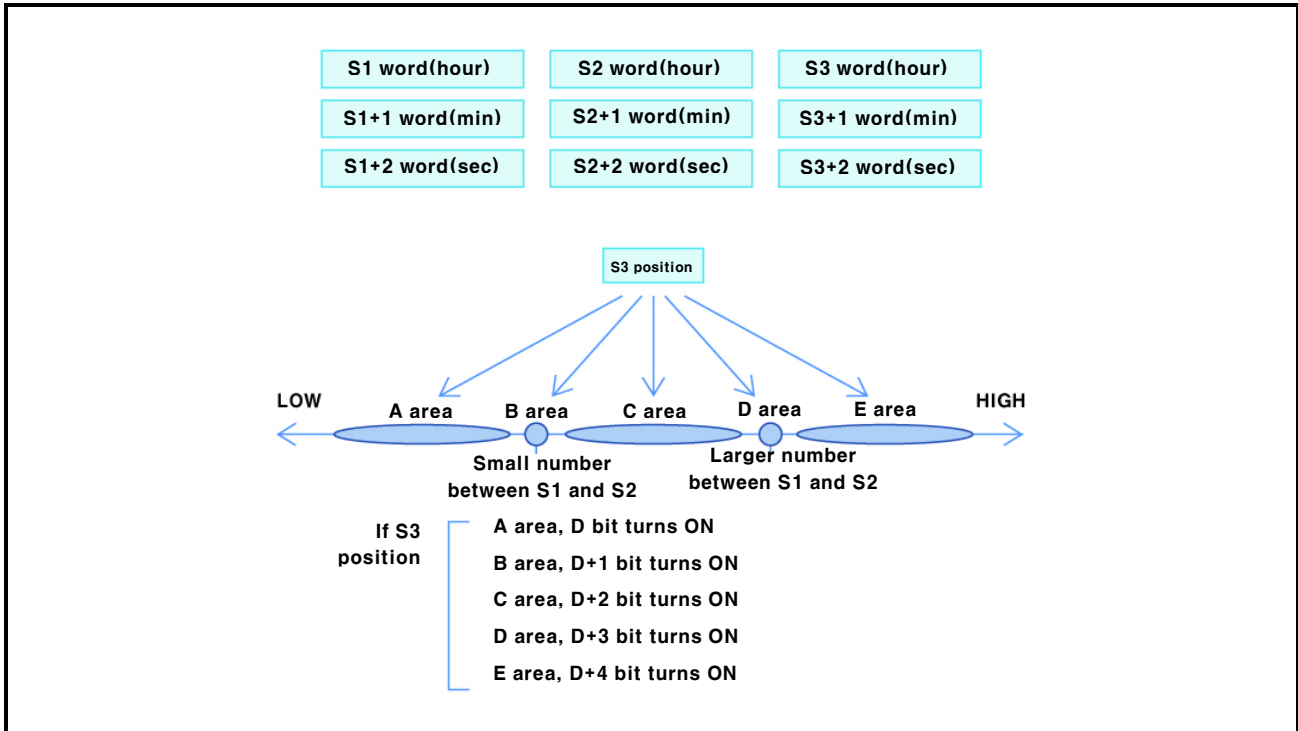 S1 word(hour) S2 word(hour) S3 word(hour)
S1+1 word(min) S2+1 word(min) S3+1 word(min)
S1+2 word(sec) S2+2 word(sec) S3+2 word(sec)
S3 position
LOW A area B area C area D area E area HIGH
Small number
between S1 and S2
Larger number
between S1 and S2
If S3
position
A area, D bit turns ON
B area, D+1 bit turns ON
C area, D+2 bit turns ON
D area, D+3 bit turns ON
E area, D+4 bit turns ON